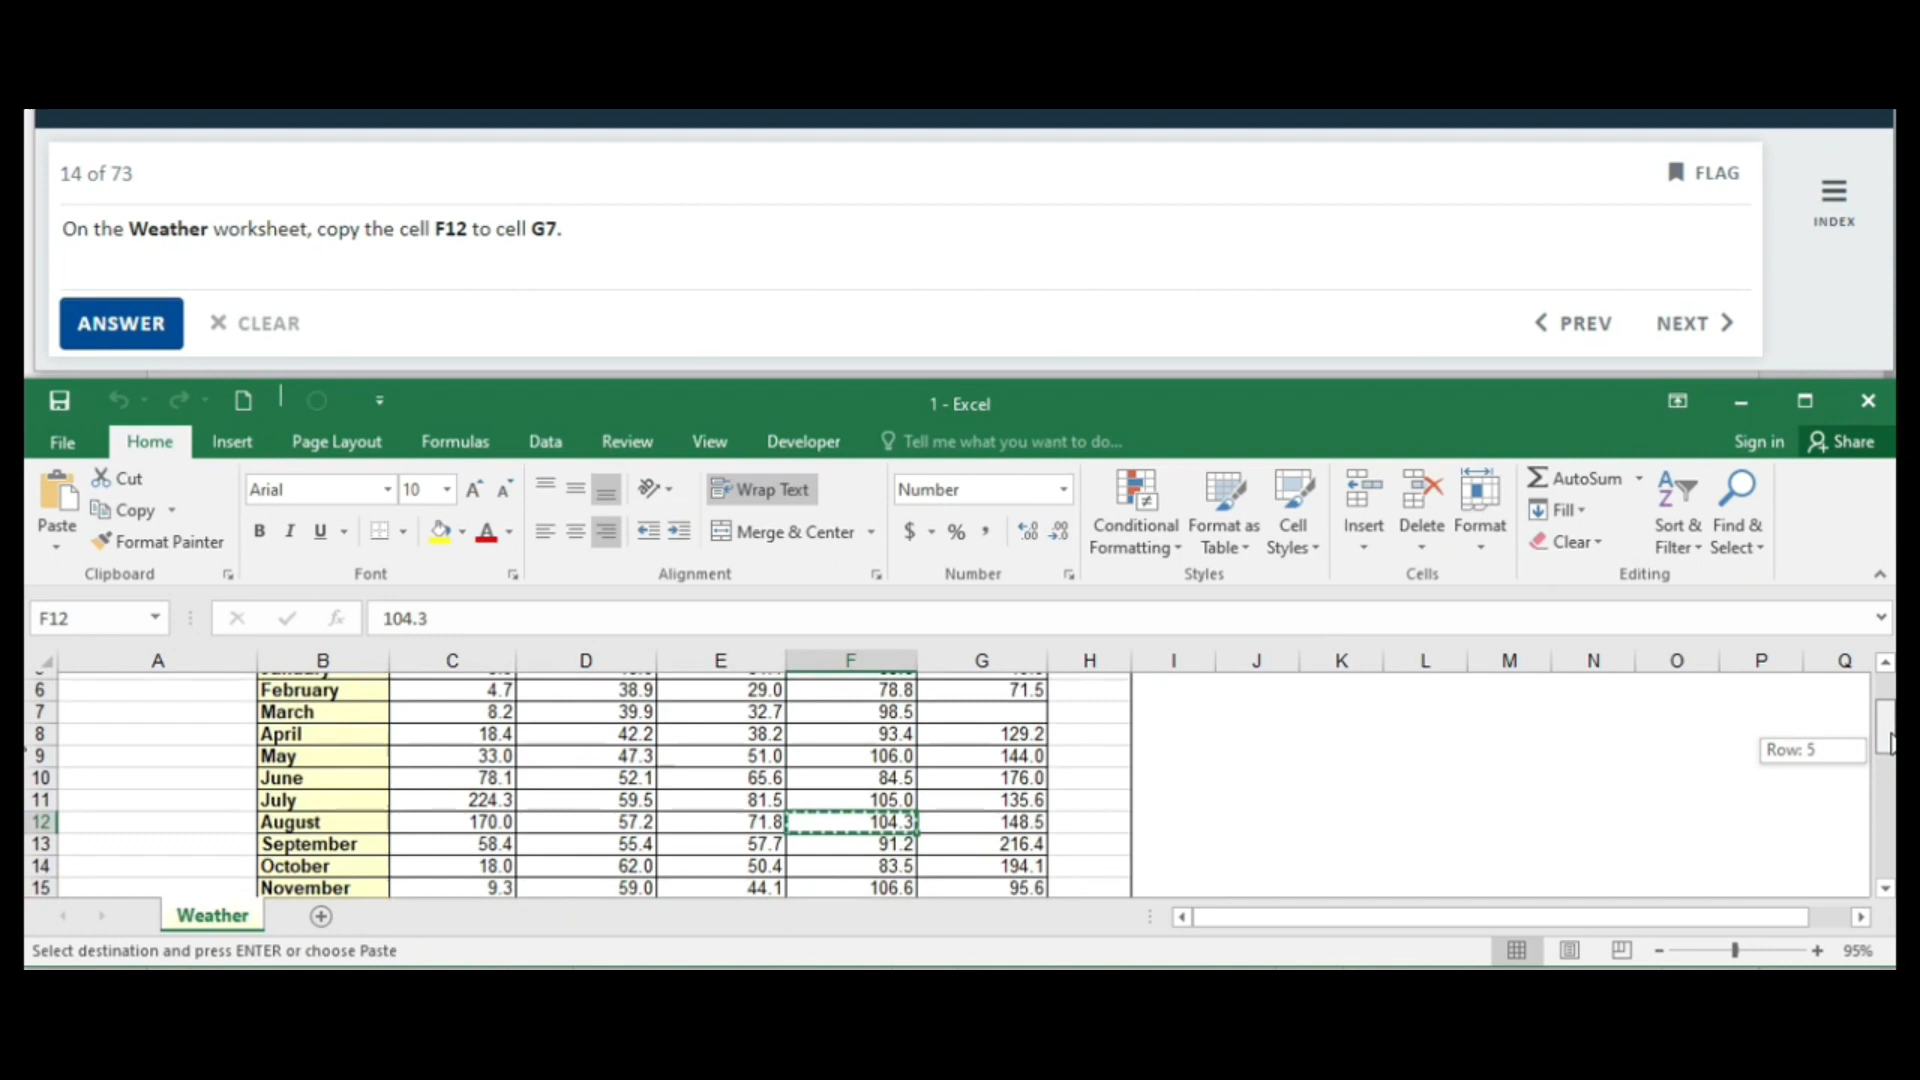 14 of 73
FLAG
INDEX
On the Weather worksheet, copy the cell F12 to cell G7.
ANSWER
CLEAR
PREV
NEXT
1 - Excel
File Home Insert Page Layout Formulas Data Review View Developer Tell me what you want to do... Sign in Share
Paste
Cut
Copy
Format Painter
Clipboard
Arial 10
B I U A
Font
Wrap Text
Merge & Center
Alignment
Number
$ % ,
Number
Conditional Formatting
Format as Table
Cell Styles
Styles
Insert Delete Format
Cells
AutoSum
Fill
Clear
Sort & Filter
Find & Select
Editing
F12 fx 104.3
A B C D E F G H I J K L M N O P Q
6 February 4.7 38.9 29.0 78.8 71.5
7 March 8.2 39.9 32.7 98.5
8 April 18.4 42.2 38.2 93.4 129.2
9 May 33.0 47.3 51.0 106.0 144.0
Row: 5
10 June 78.1 52.1 65.6 84.5 176.0
11 July 224.3 59.5 81.5 105.0 135.6
12 August 170.0 57.2 71.8 104.3 148.5
13 September 58.4 55.4 57.7 91.2 216.4
14 October 18.0 62.0 50.4 83.5 194.1
15 November 9.3 59.0 44.1 106.6 95.6
Weather
Select destination and press ENTER or choose Paste
95%